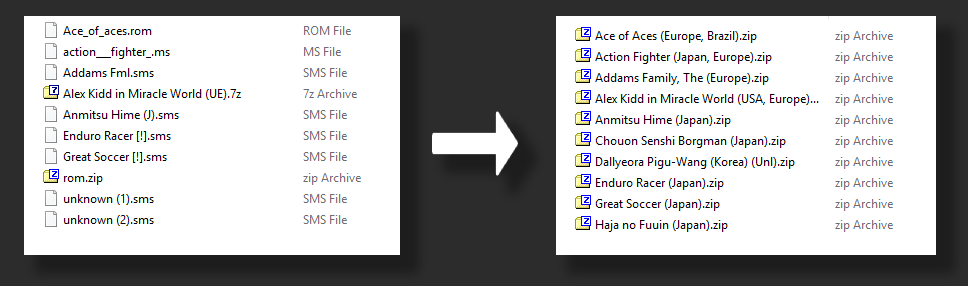 Ace_of_aces.rom ROM File
action___fighter_.ms MS File
Addams Fml.sms SMS File
Alex Kidd in Miracle World (UE).7z 7z Archive
Anmitsu Hime (J).sms SMS File
Enduro Racer [!].sms SMS File
Great Soccer [!].sms SMS File
rom.zip zip Archive
unknown (1).sms SMS File
unknown (2).sms SMS File
Ace of Aces (Europe, Brazil).zip zip Archive
Action Fighter (Japan, Europe).zip zip Archive
Addams Family, The (Europe).zip zip Archive
Alex Kidd in Miracle World (USA, Europe)... zip Archive
Anmitsu Hime (Japan).zip zip Archive
Chouon Senshi Borgman (Japan).zip zip Archive
Dallyeora Pigu-Wang (Korea) (Unl).zip zip Archive
Enduro Racer (Japan).zip zip Archive
Great Soccer (Japan).zip zip Archive
Haja no Fuuin (Japan).zip zip Archive